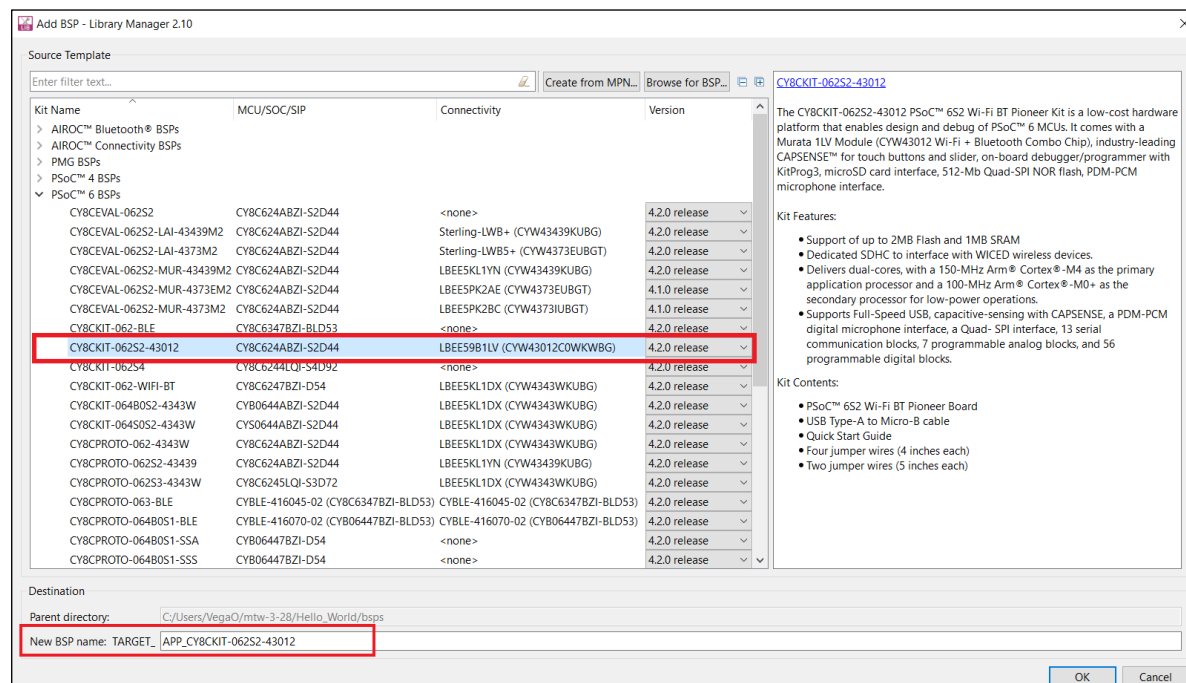 Add BSP - Library Manager 2.10
Source Template
Enter filter text...
Create from MPN...
Browse for BSP...
Kit Name MCU/SOC/SIP Connectivity Version
AIROC™ Bluetooth® BSPs
AIROC™ Connectivity BSPs
PMG BSPs
PSoC™ 4 BSPs
PSoC™ 6 BSPs
CY8CEVAL-062S2 CY8C624ABZI-S2D44 <none> 4.2.0 release
CY8CEVAL-062S2-LAI-43439M2 CY8C624ABZI-S2D44 Sterling-LWB+ (CYW43439KUBG) 4.2.0 release
CY8CEVAL-062S2-LAI-4373M2 CY8C624ABZI-S2D44 Sterling-LWB5+ (CYW4373EUBGT) 4.2.0 release
CY8CEVAL-062S2-MUR-43439M2 CY8C624ABZI-S2D44 LBEE5KL1YN (CYW43439KUBG) 4.2.0 release
CY8CEVAL-062S2-MUR-4373EM2 CY8C624ABZI-S2D44 LBEE5PK2AE (CYW4373EUBGT) 4.1.0 release
CY8CEVAL-062S2-MUR-4373M2 CY8C624ABZI-S2D44 LBEE5PK2BC (CYW4373IUBGT) 4.1.0 release
CY8CKIT-062-BLE CY8C6347BZI-BLD53 <none> 4.2.0 release
CY8CKIT-062S2-43012 CY8C624ABZI-S2D44 LBEE59B1LV (CYW43012C0WKWBG) 4.2.0 release
CY8CKIT-062S4 CY8C6244LQI-S4D92 <none> 4.2.0 release
CY8CKIT-062-WIFI-BT CY8C6247BZI-D54 LBEE5KL1DX (CYW4343WKUBG) 4.2.0 release
CY8CKIT-064B0S2-4343W CYB0644ABZI-S2D44 LBEE5KL1DX (CYW4343WKUBG) 4.2.0 release
CY8CKIT-064S0S2-4343W CYS0644ABZI-S2D44 LBEE5KL1DX (CYW4343WKUBG) 4.2.0 release
CY8CPROTO-062-4343W CY8C624ABZI-S2D44 LBEE5KL1DX (CYW4343WKUBG) 4.2.0 release
CY8CPROTO-062S2-43439 CY8C624ABZI-S2D44 LBEE5KL1YN (CYW43439KUBG) 4.2.0 release
CY8CPROTO-062S3-4343W CY8C6245LQI-S3D72 LBEE5KL1DX (CYW4343WKUBG) 4.2.0 release
CY8CPROTO-063-BLE CYBLE-416045-02 (CY8C6347BZI-BLD53) CYBLE-416045-02 (CY8C6347BZI-BLD53) 4.2.0 release
CY8CPROTO-064B0S1-BLE CYBLE-416070-02 (CYB06447BZI-BLD53) CYBLE-416070-02 (CYB06447BZI-BLD53) 4.2.0 release
CY8CPROTO-064B0S1-SSA CYB06447BZI-D54 <none> 4.2.0 release
CY8CPROTO-064B0S1-SSS CYB06447BZI-D54 <none> 4.2.0 release
CY8CKIT-062S2-43012
The CY8CKIT-062S2-43012 PSoC™ 6S2 Wi-Fi BT Pioneer Kit is a low-cost hardware
platform that enables design and debug of PSoC™ 6 MCUs. It comes with a
Murata 1LV Module (CYW43012 Wi-Fi + Bluetooth Combo Chip), industry-leading
CAPSENSE™ for touch buttons and slider, on-board debugger/programmer with
KitProg3, microSD card interface, 512-Mb Quad-SPI NOR flash, PDM-PCM
microphone interface.
Kit Features:
• Support of up to 2MB Flash and 1MB SRAM
• Dedicated SDHC to interface with WICED wireless devices.
• Delivers dual-cores, with a 150-MHz Arm® Cortex®-M4 as the primary
application processor and a 100-MHz Arm® Cortex®-M0+ as the
secondary processor for low-power operations.
• Supports Full-Speed USB, capacitive-sensing with CAPSENSE, a PDM-PCM
digital microphone interface, a Quad- SPI interface, 13 serial
communication blocks, 7 programmable analog blocks, and 56
programmable digital blocks.
Kit Contents:
• PSoC™ 6S2 Wi-Fi BT Pioneer Board
• USB Type-A to Micro-B cable
• Quick Start Guide
• Four jumper wires (4 inches each)
• Two jumper wires (5 inches each)
Destination
Parent directory: C:/Users/VegaO/mtw-3-28/Hello_World/bsps
New BSP name: TARGET_ APP_CY8CKIT-062S2-43012
OK Cancel